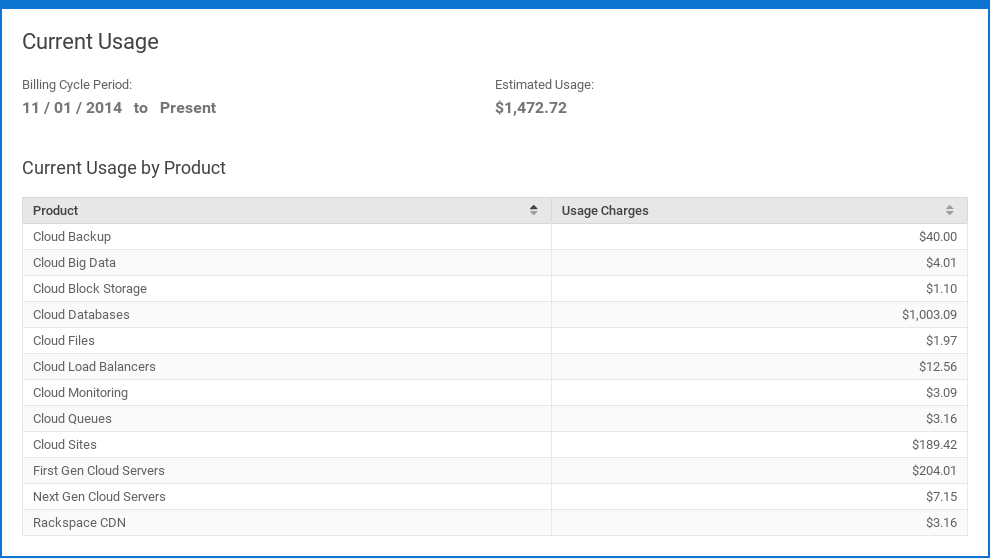 Current Usage
Billing Cycle Period: Estimated Usage:
11 / 01 / 2014 to Present $1,472.72
Current Usage by Product
Product Usage Charges
Cloud Backup $40.00
Cloud Big Data $4.01
Cloud Block Storage $1.10
Cloud Databases $1,003.09
Cloud Files $1.97
Cloud Load Balancers $12.56
Cloud Monitoring $3.09
Cloud Queues $3.16
Cloud Sites $189.42
First Gen Cloud Servers $204.01
Next Gen Cloud Servers $7.15
Rackspace CDN $3.16